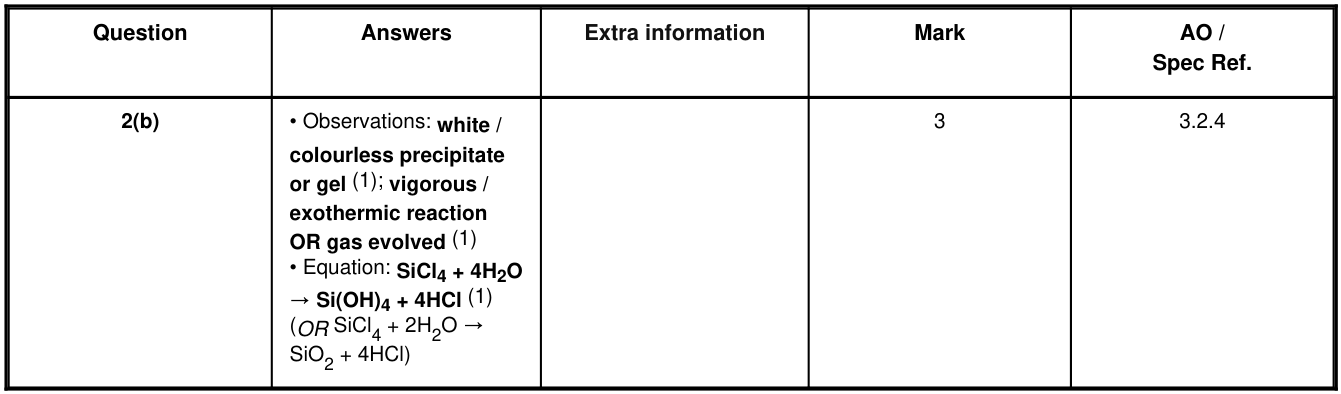 Question Answers Extra information Mark AO /
Spec Ref.
2(b) • Observations: white / 3 3.2.4
colourless precipitate
or gel (1); vigorous /
exothermic reaction
OR gas evolved (1)
• Equation: SiCl₄ + 4H₂O
→ Si(OH)₄ + 4HCl (1)
(OR SiCl₄ + 2H₂O →
SiO₂ + 4HCl)